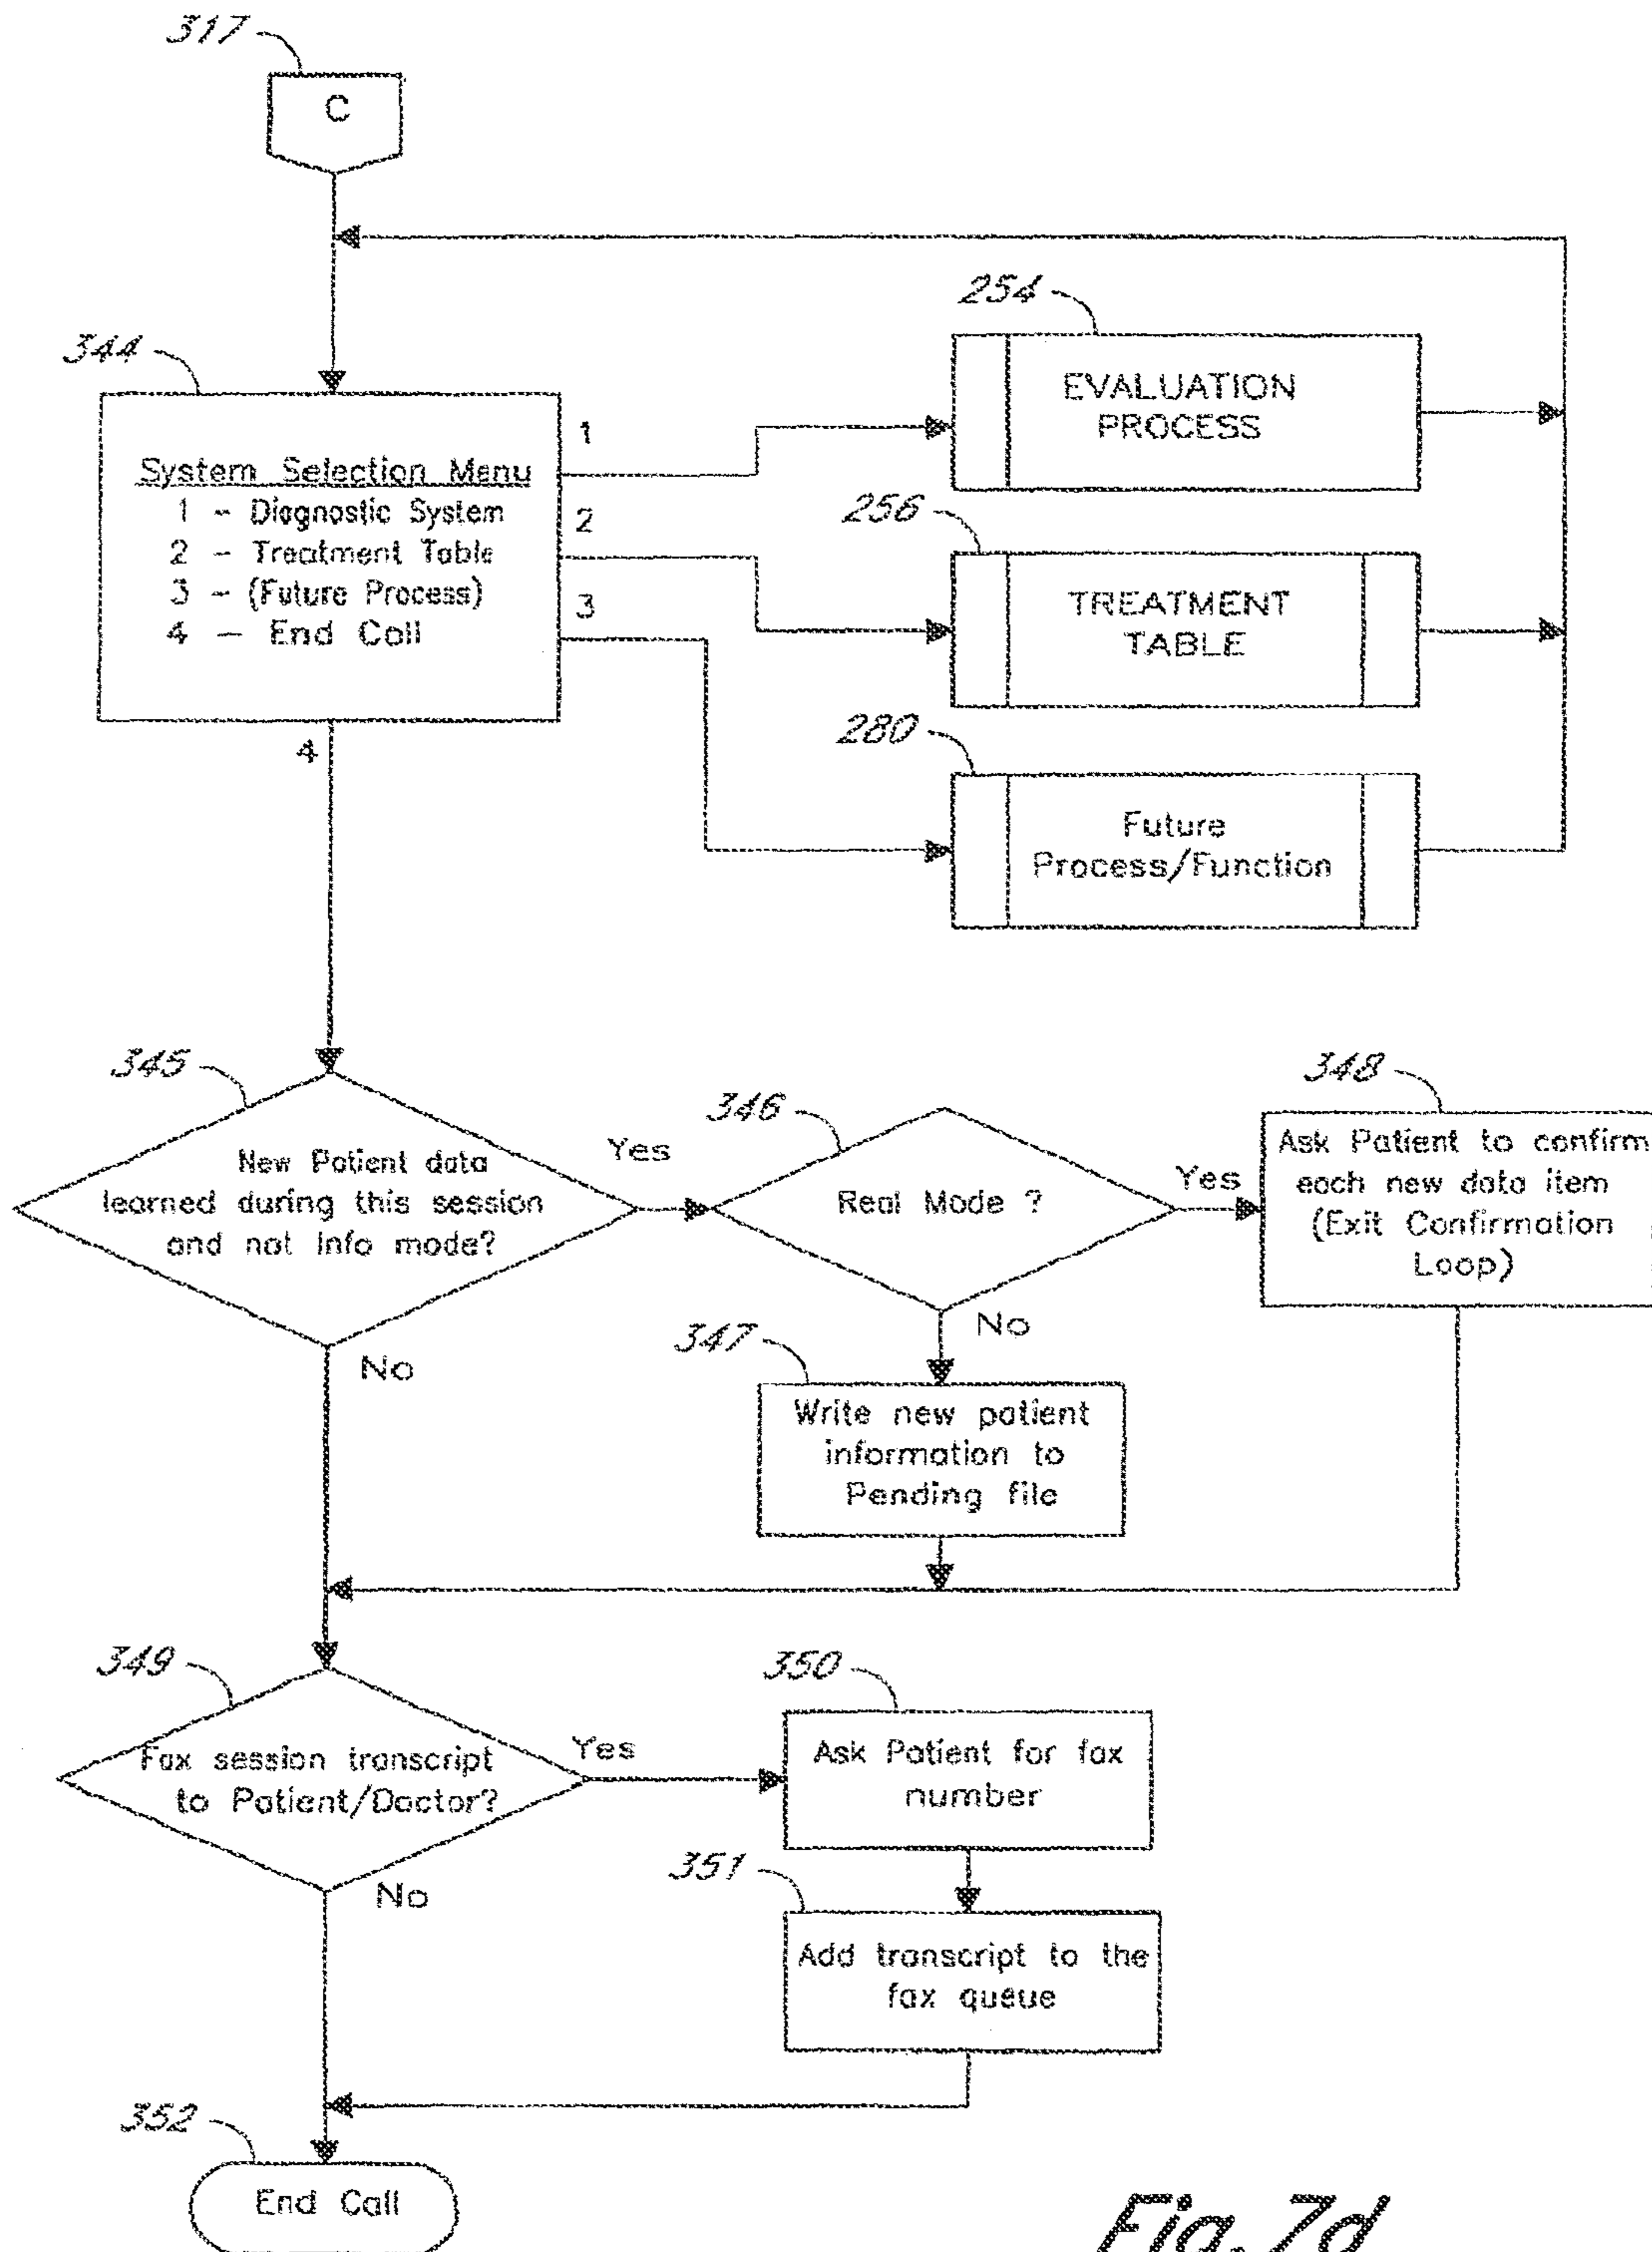 317
C
254
344
EVALUATION
PROCESS
1
System Selection Menu
1 - Diagnostic System
2 - Treatment Table
3 - (Future Process)
4 - End Call
2
256
3
TREATMENT
TABLE
4
280
Future
Process/Function
345
New Patient data
learned during this session
and not info mode?
Yes
346
Real Mode ?
Yes
348
Ask Patient to confirm
each new data item
(Exit Confirmation
Loop)
No
No
347
Write new patient
information to
Pending file
349
Fax session transcript
to Patient/Doctor?
Yes
350
Ask Patient for fax
number
No
351
Add transcript to the
fax queue
352
End Call
Fig. 7d